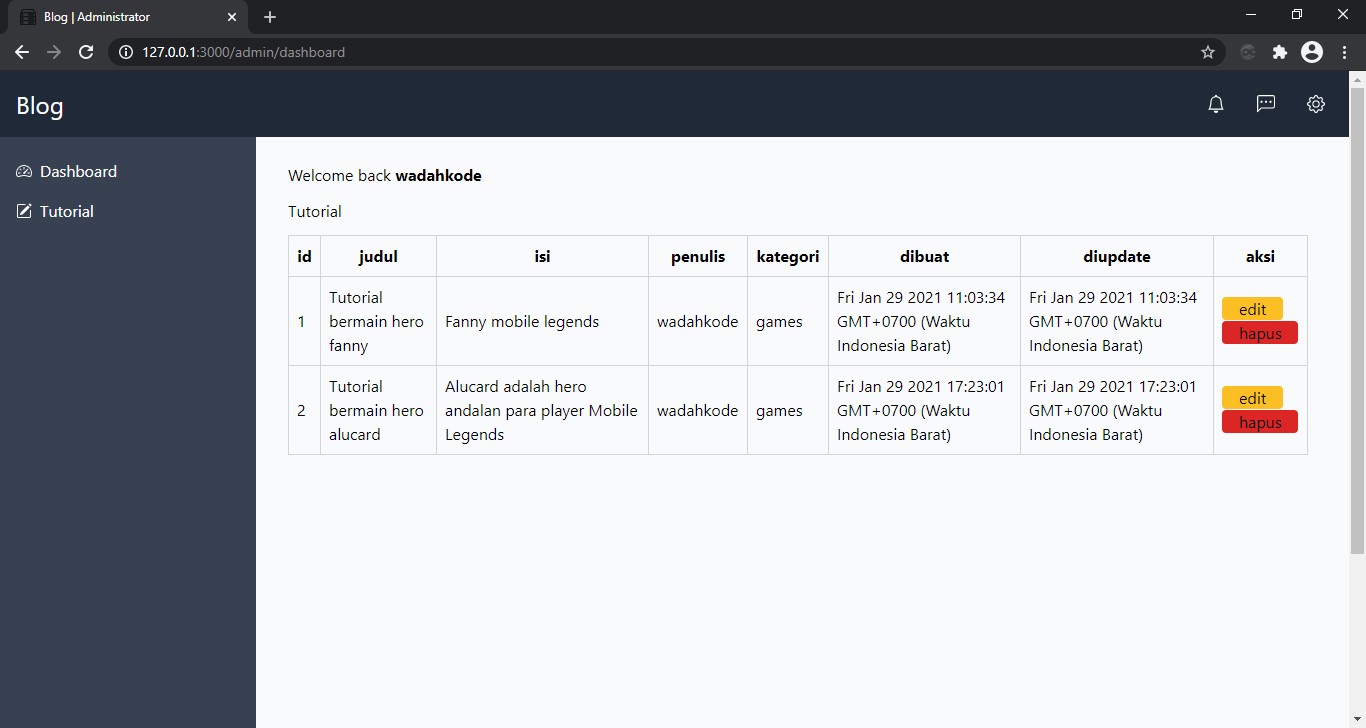 Blog | Administrator
127.0.0.1:3000/admin/dashboard
Blog
Dashboard
Tutorial
Welcome back wadahkode
Tutorial
id judul isi penulis kategori dibuat diupdate aksi
1 Tutorial bermain hero fanny Fanny mobile legends wadahkode games Fri Jan 29 2021 11:03:34 GMT+0700 (Waktu Indonesia Barat) Fri Jan 29 2021 11:03:34 GMT+0700 (Waktu Indonesia Barat) edit hapus
2 Tutorial bermain hero alucard Alucard adalah hero andalan para player Mobile Legends wadahkode games Fri Jan 29 2021 17:23:01 GMT+0700 (Waktu Indonesia Barat) Fri Jan 29 2021 17:23:01 GMT+0700 (Waktu Indonesia Barat) edit hapus